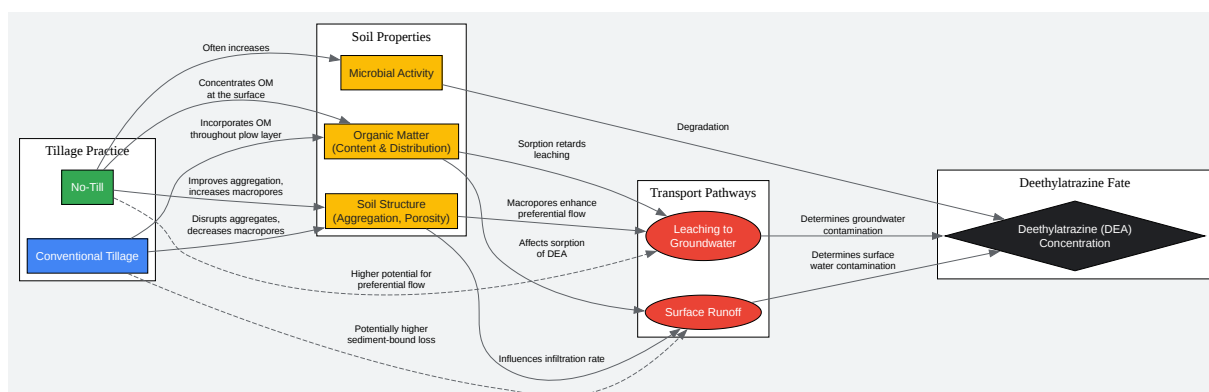 Soil Properties
Often increases
Microbial Activity
Concentrates OM
at the surface
Incorporates OM
throughout plow layer
Organic Matter
(Content & Distribution)
Degradation
Sorption retards
leaching
Tillage Practice
No-Till
Improves aggregation,
increases macropores
Soil Structure
(Aggregation, Porosity)
Disrupts aggregates,
decreases macropores
Conventional Tillage
Macropores enhance
preferential flow
Affects sorption
of DEA
Higher potential for
preferential flow
Potentially higher
sediment-bound loss
Influences infiltration rate
Transport Pathways
Leaching to
Groundwater
Surface Runoff
Determines groundwater
contamination
Determines surface
water contamination
Deethylatrazine Fate
Deethylatrazine (DEA)
Concentration